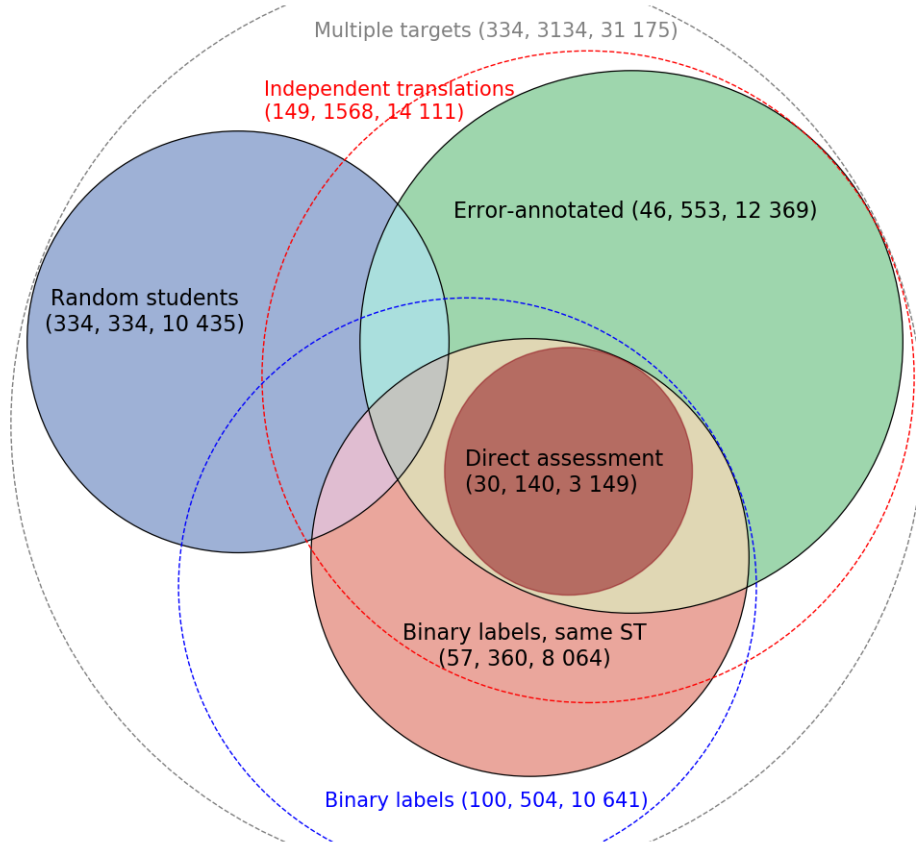 Multiple targets (334, 3134, 31 175)
Independent translations
(149, 1568, 14 111)
Error-annotated (46, 553, 12 369)
Random students
(334, 334, 10 435)
Direct assessment
(30, 140, 3 149)
Binary labels, same ST
(57, 360, 8 064)
Binary labels (100, 504, 10 641)